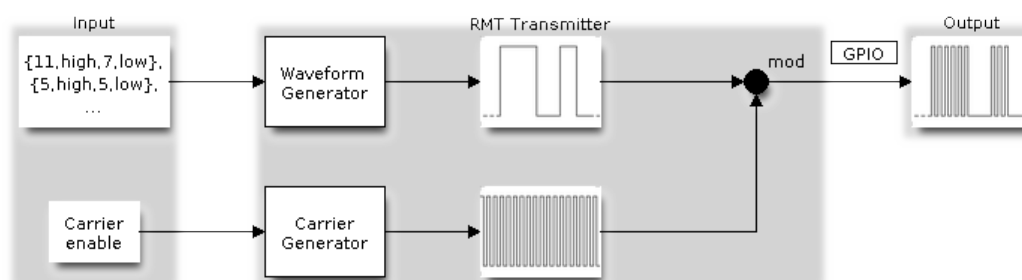 Input
RMT Transmitter
Output
{11,high,7,low},
{5,high,5,low},
...
Waveform
Generator
mod
GPIO
Carrier
enable
Carrier
Generator